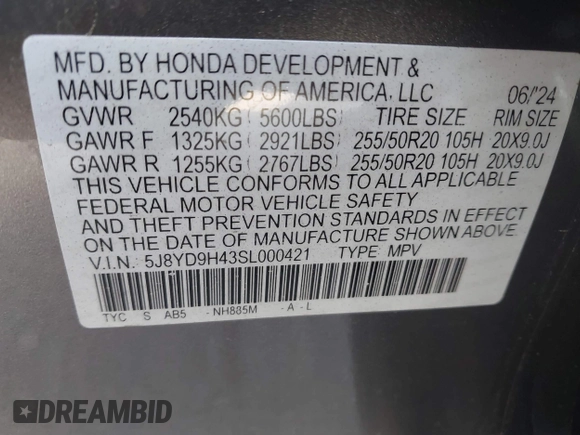 MFD. BY HONDA DEVELOPMENT &
MANUFACTURING OF AMERICA, LLC 06/'24
GVWR 2540KG (5600LBS) TIRE SIZE RIM SIZE
GAWR F 1325KG (2921LBS) 255/50R20 105H 20X9.0J
GAWR R 1255KG (2767LBS) 255/50R20 105H 20X9.0J
THIS VEHICLE CONFORMS TO ALL APPLICABLE
FEDERAL MOTOR VEHICLE SAFETY
AND THEFT PREVENTION STANDARDS IN EFFECT
ON THE DATE OF MANUFACTURE SHOWN ABOVE.
V.I.N. 5J8YD9H43SL000421 TYPE: MPV
TYC S AB5 -NH885M -A-L
DREAMBID